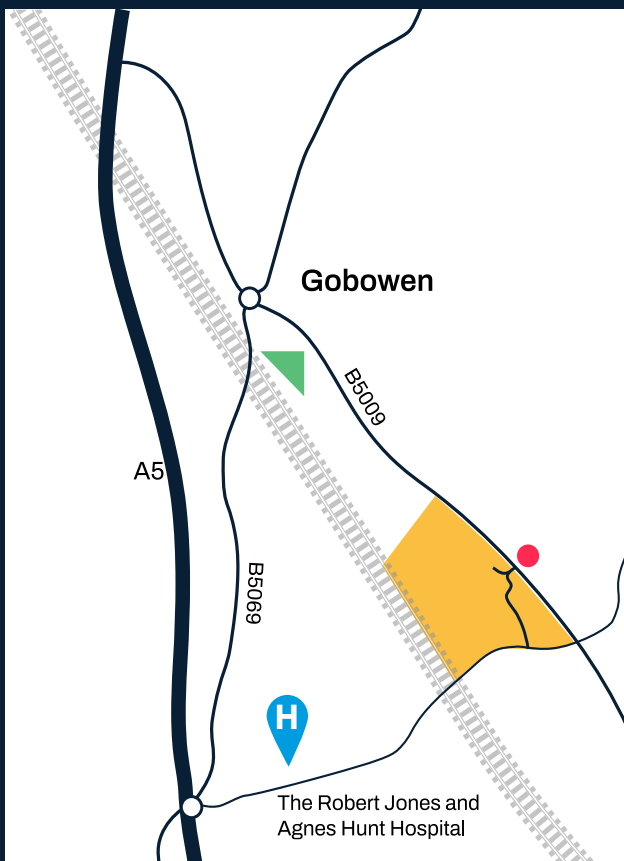 Gobowen
B5009
A5
B5069
H
The Robert Jones and
Agnes Hunt Hospital